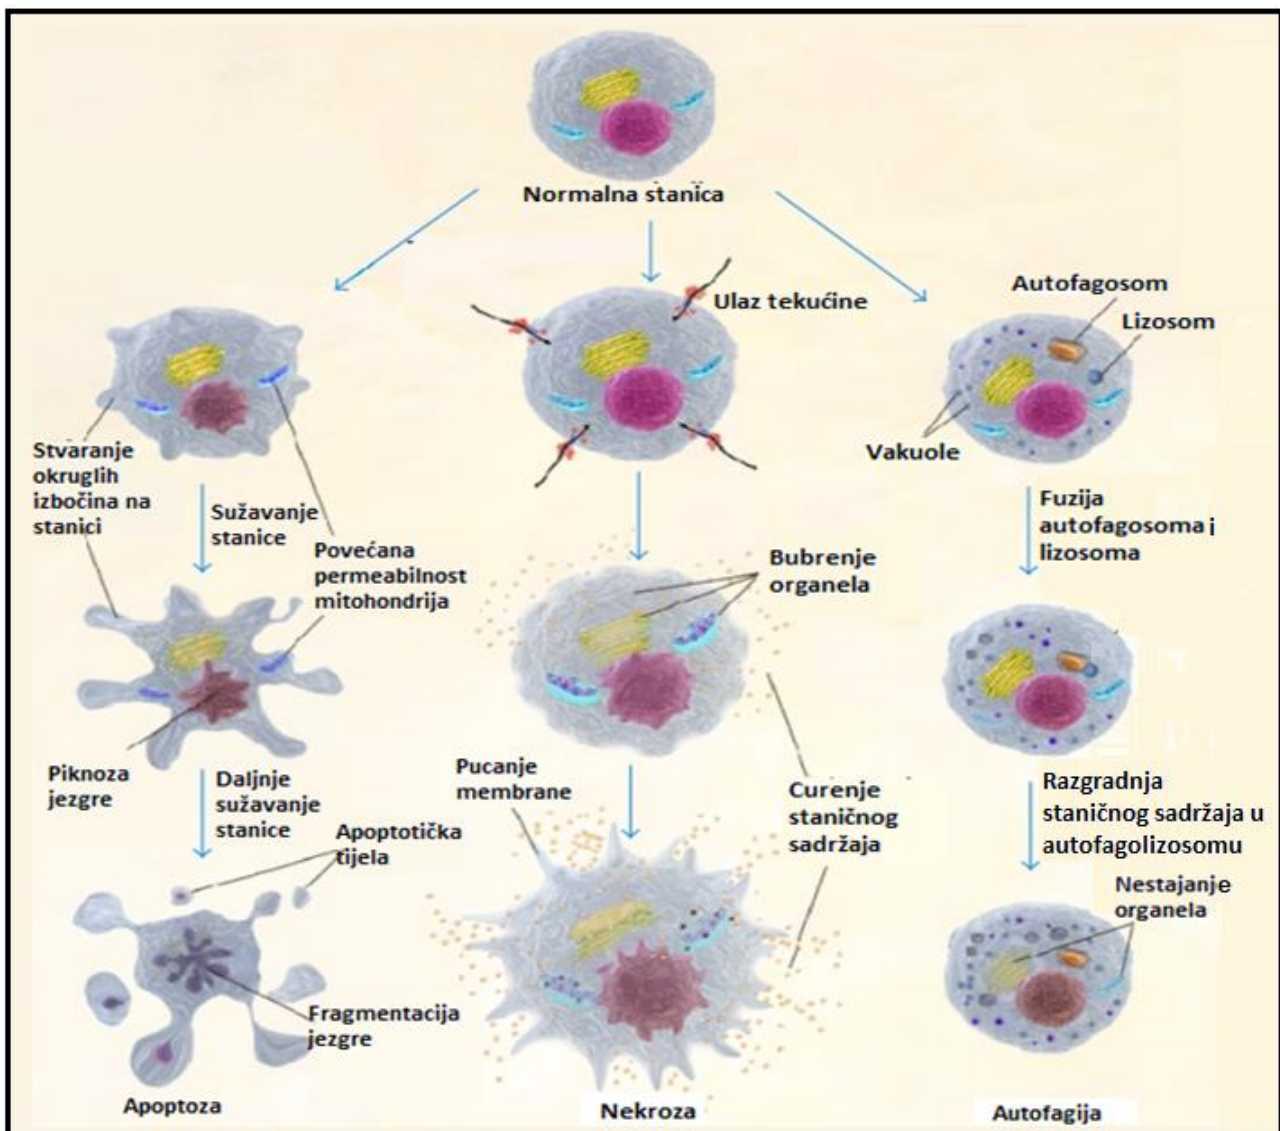 Normalna stanica
Ulaz tekućine
Autofagosom
Lizosom
Vakuole
Stvaranje
okruglih
izbočina na
stanici
Sužavanje
stanice
Povećana
permeabilnost
mitohondrija
Bubrenje
organela
Fuzija
autofagosoma i
lizosoma
Piknoza
jezgre
Daljnje
sužavanje
stanice
Apoptotička
tijela
Pucanje
membrane
Curenje
staničnog
sadržaja
Razgradnja
staničnog sadržaja u
autofagolizosomu
Nestajanje
organela
Fragmentacija
jezgre
Apoptoza
Nekroza
Autofagija